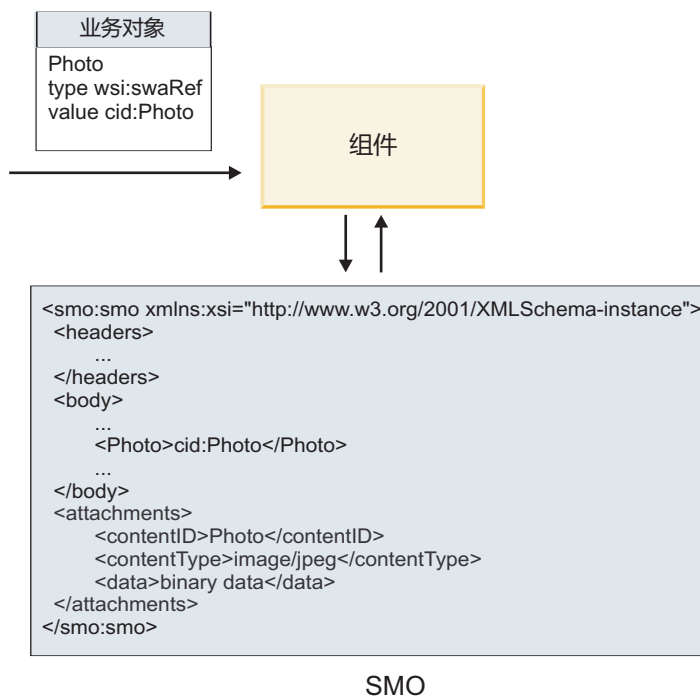 业务对象
Photo
type wsi:swaRef
value cid:Photo
组件
<smo:smo xmlns:xsi="http://www.w3.org/2001/XMLSchema-instance">
<headers>
...
</headers>
<body>
...
<Photo>cid:Photo</Photo>
...
</body>
<attachments>
<contentID>Photo</contentID>
<contentType>image/jpeg</contentType>
<data>binary data</data>
</attachments>
</smo:smo>
SMO